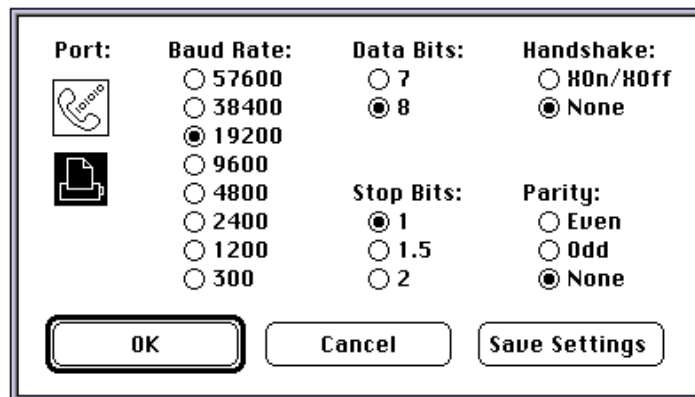 Port:
Baud Rate:
57600
38400
19200
9600
4800
2400
1200
300
Data Bits:
7
8
Stop Bits:
1
1.5
2
Handshake:
XOn/XOff
None
Parity:
Even
Odd
None
OK
Cancel
Save Settings